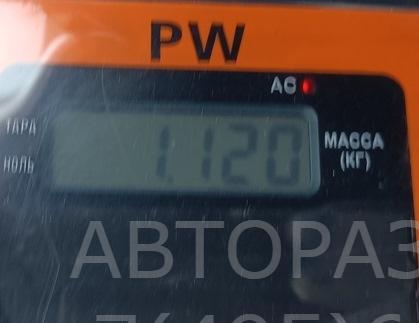 PW
AC
ТАРА
1.120 МАССА
НОЛЬ (КГ)
АВТОРАЗ